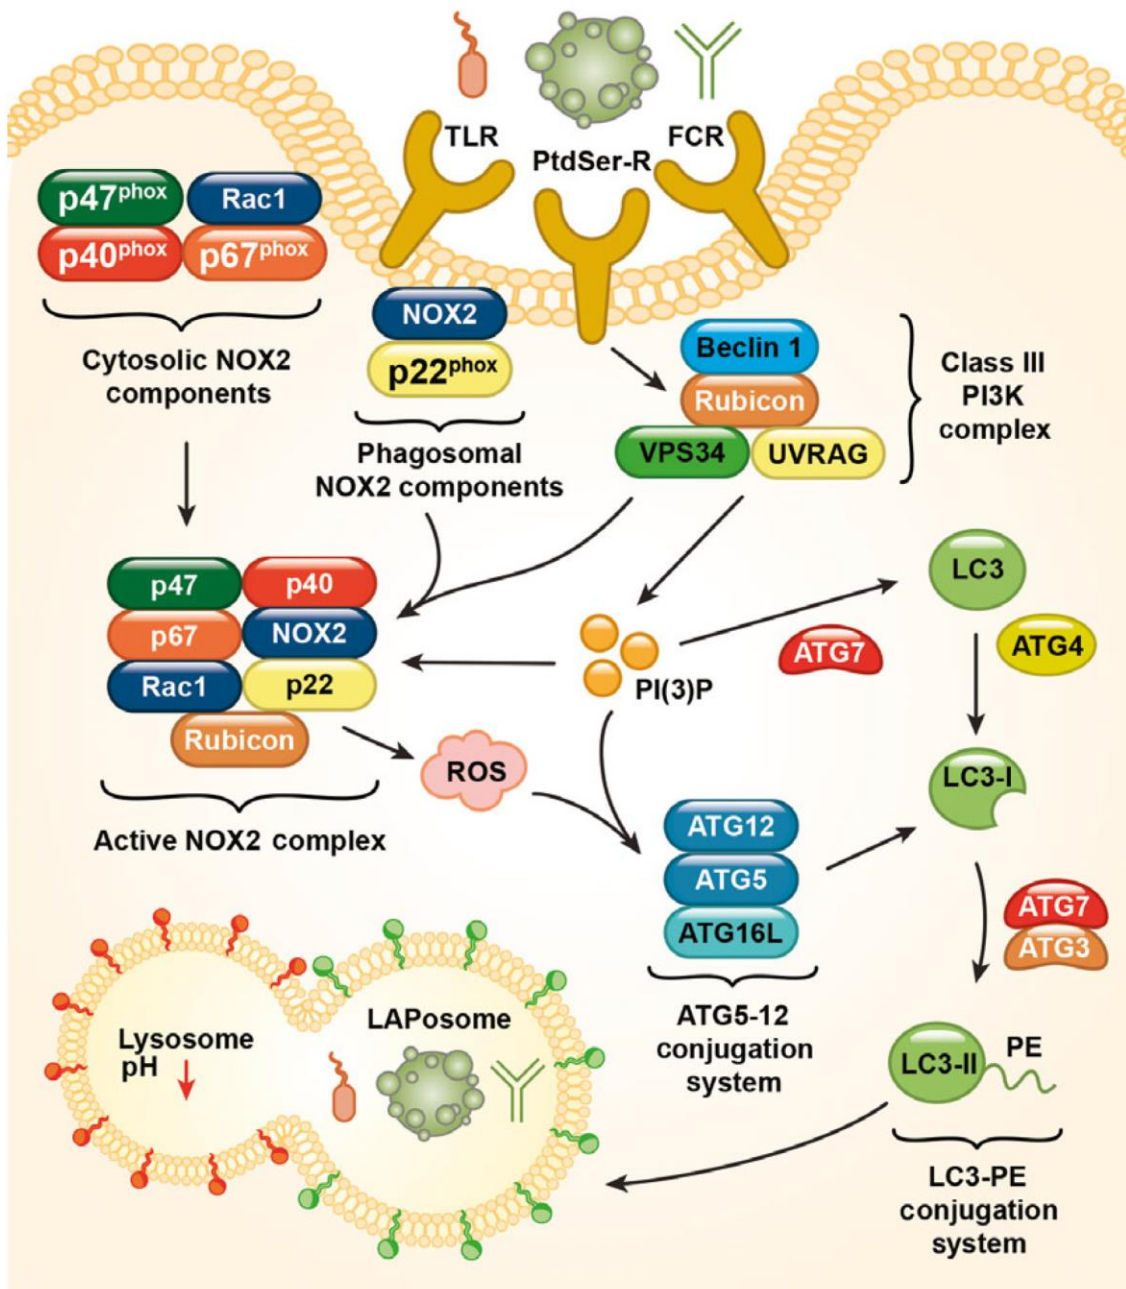 TLR
FCR
PtdSer-R
p47phox
Rac1
p40phox
p67phox
Cytosolic NOX2
components
NOX2
p22phox
Phagosomal
NOX2 components
Beclin 1
Rubicon
VPS34
UVRAG
Class III
PI3K
complex
p47
p40
p67
NOX2
Rac1
p22
Rubicon
Active NOX2 complex
ROS
PI(3)P
ATG7
LC3
ATG4
LC3-I
ATG12
ATG5
ATG16L
ATG5-12
conjugation
system
ATG7
ATG3
LC3-II
PE
LC3-PE
conjugation
system
Lysosome
pH
LAPosome